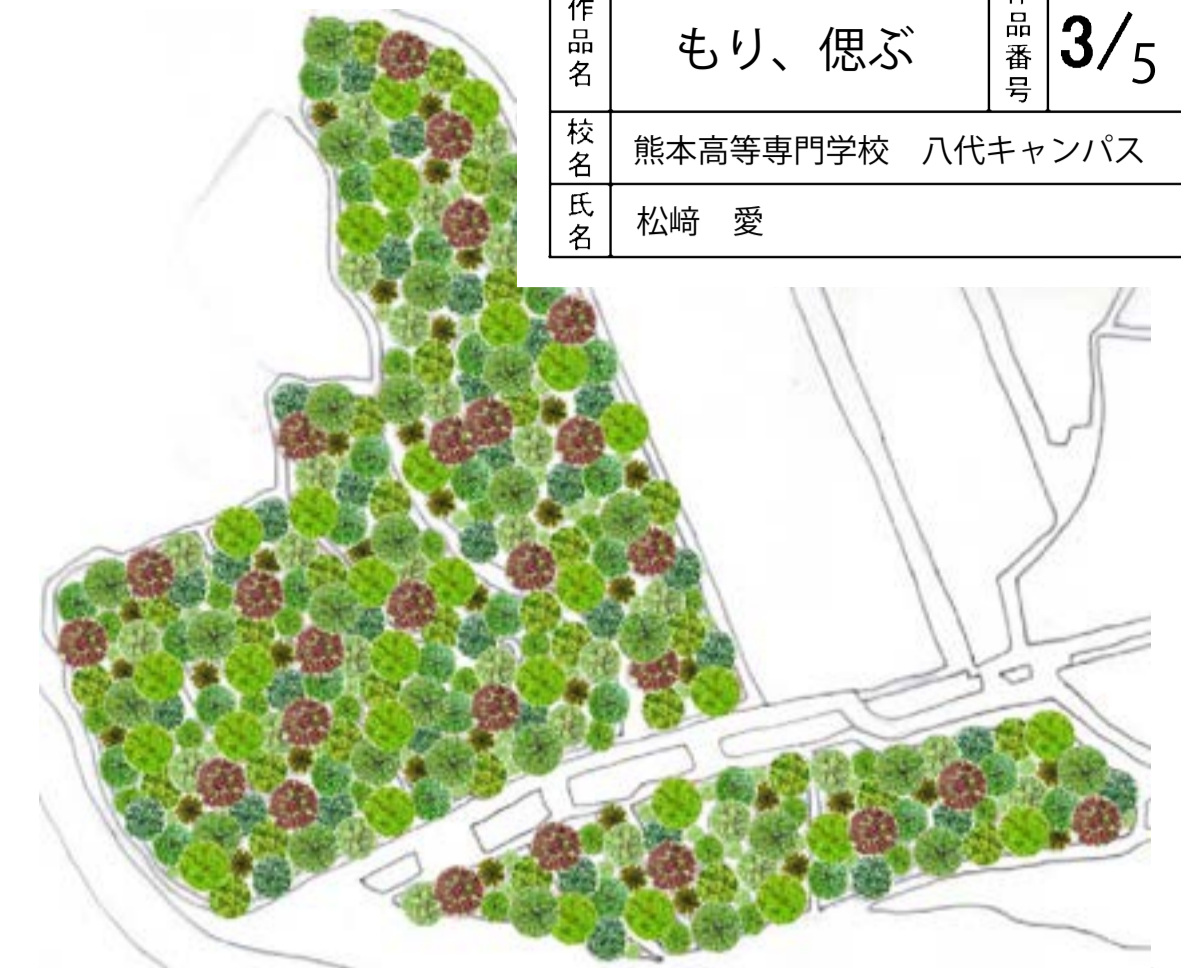 作品名 もり、偲ぶ 作品番号 3/5
校名 熊本高等専門学校 八代キャンパス
氏名 松﨑 愛